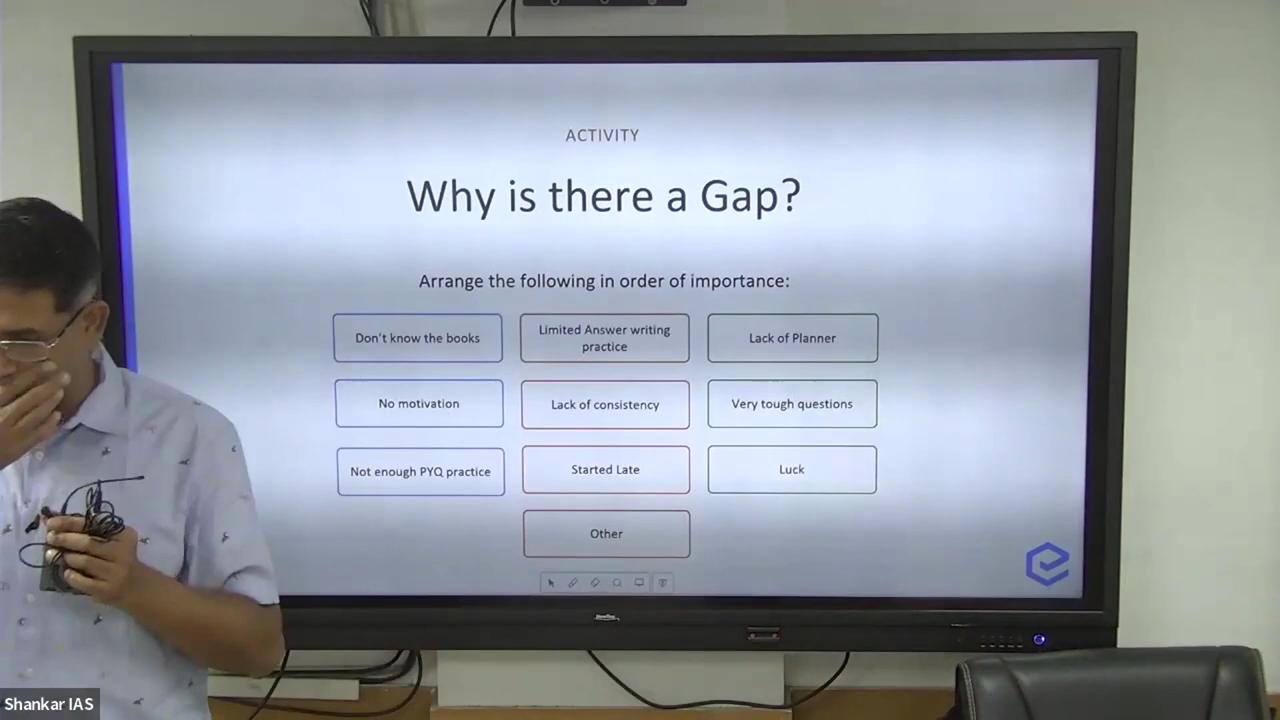 ACTIVITY
Why is there a Gap?
Arrange the following in order of importance:
Don't know the books
Limited Answer writing
practice
Lack of Planner
No motivation
Lack of consistency
Very tough questions
Not enough PYQ practice
Started Late
Luck
Other
Shankar IAS